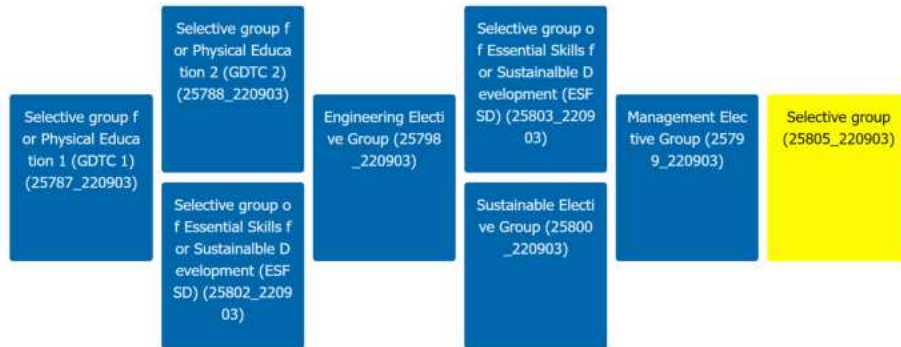 Selective group f
or Physical Educa
tion 1 (GDTC 1)
(25787_220903)
Selective group f
or Physical Educa
tion 2 (GDTC 2)
(25788_220903)
Selective group o
f Essential Skills f
or Sustainalble D
evelopment (ESF
SD) (25802_2209
03)
Engineering Electi
ve Group (25798
_220903)
Selective group o
f Essential Skills f
or Sustainalble D
evelopment (ESF
SD) (25803_2209
03)
Sustainable Electi
ve Group (25800
_220903)
Management Elec
tive Group (2579
9_220903)
Selective group
(25805_220903)